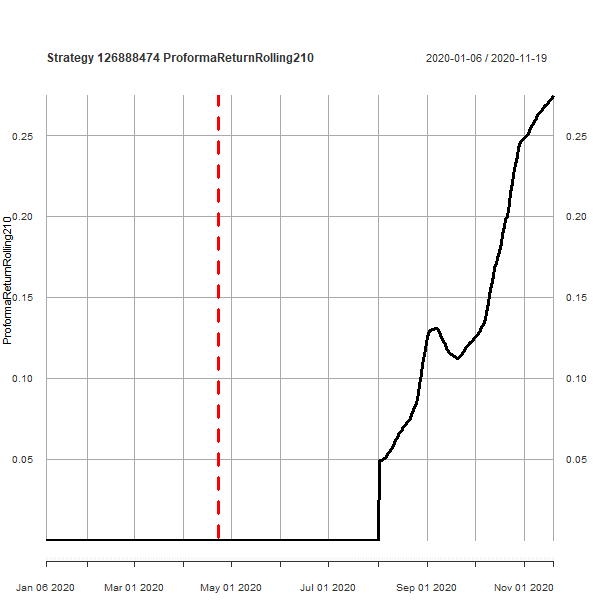 Strategy 126888474 ProformaReturnRolling210
2020-01-06 / 2020-11-19
ProformaReturnRolling210
0.25 0.25
0.20 0.20
0.15 0.15
0.10 0.10
0.05 0.05
Jan 06 2020 Mar 01 2020 May 01 2020 Jul 01 2020 Sep 01 2020 Nov 01 2020